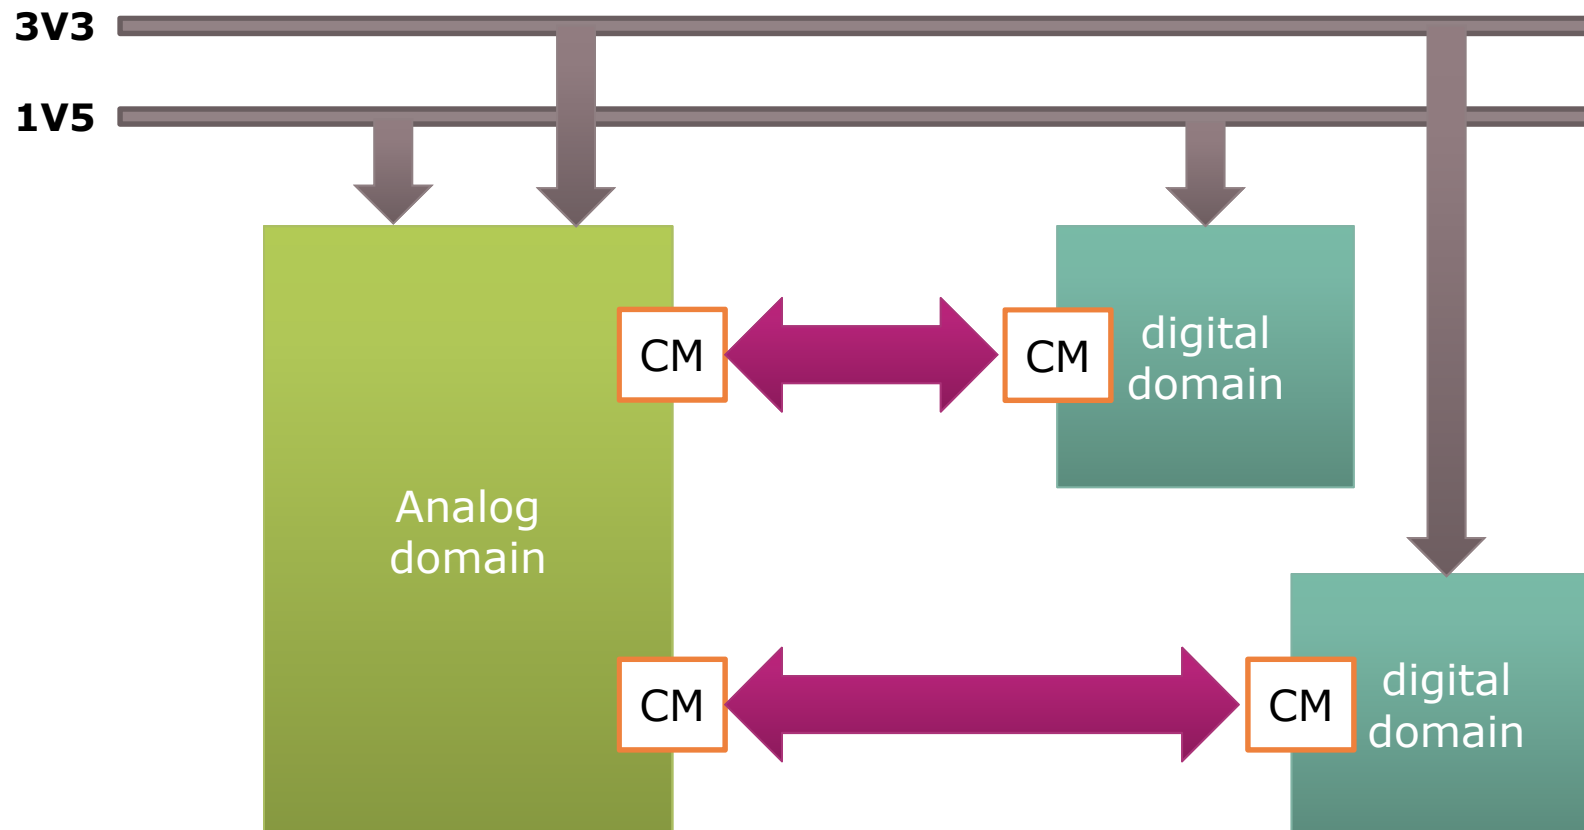 3V3
1V5
CM
CM
digital
domain
Analog
domain
CM
CM
digital
domain